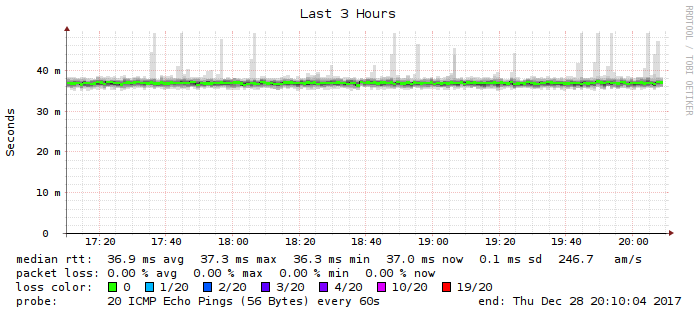 Last 3 Hours
RRDTOOL / TOBI OETIKER
Seconds
40 m
30 m
20 m
10 m
0
17:20 17:40 18:00 18:20 18:40 19:00 19:20 19:40 20:00
median rtt: 36.9 ms avg 37.3 ms max 36.3 ms min 37.0 ms now 0.1 ms sd 246.7 am/s
packet loss: 0.00 % avg 0.00 % max 0.00 % min 0.00 % now
loss color: 0 1/20 2/20 3/20 4/20 10/20 19/20
probe: 20 ICMP Echo Pings (56 Bytes) every 60s end: Thu Dec 28 20:10:04 2017